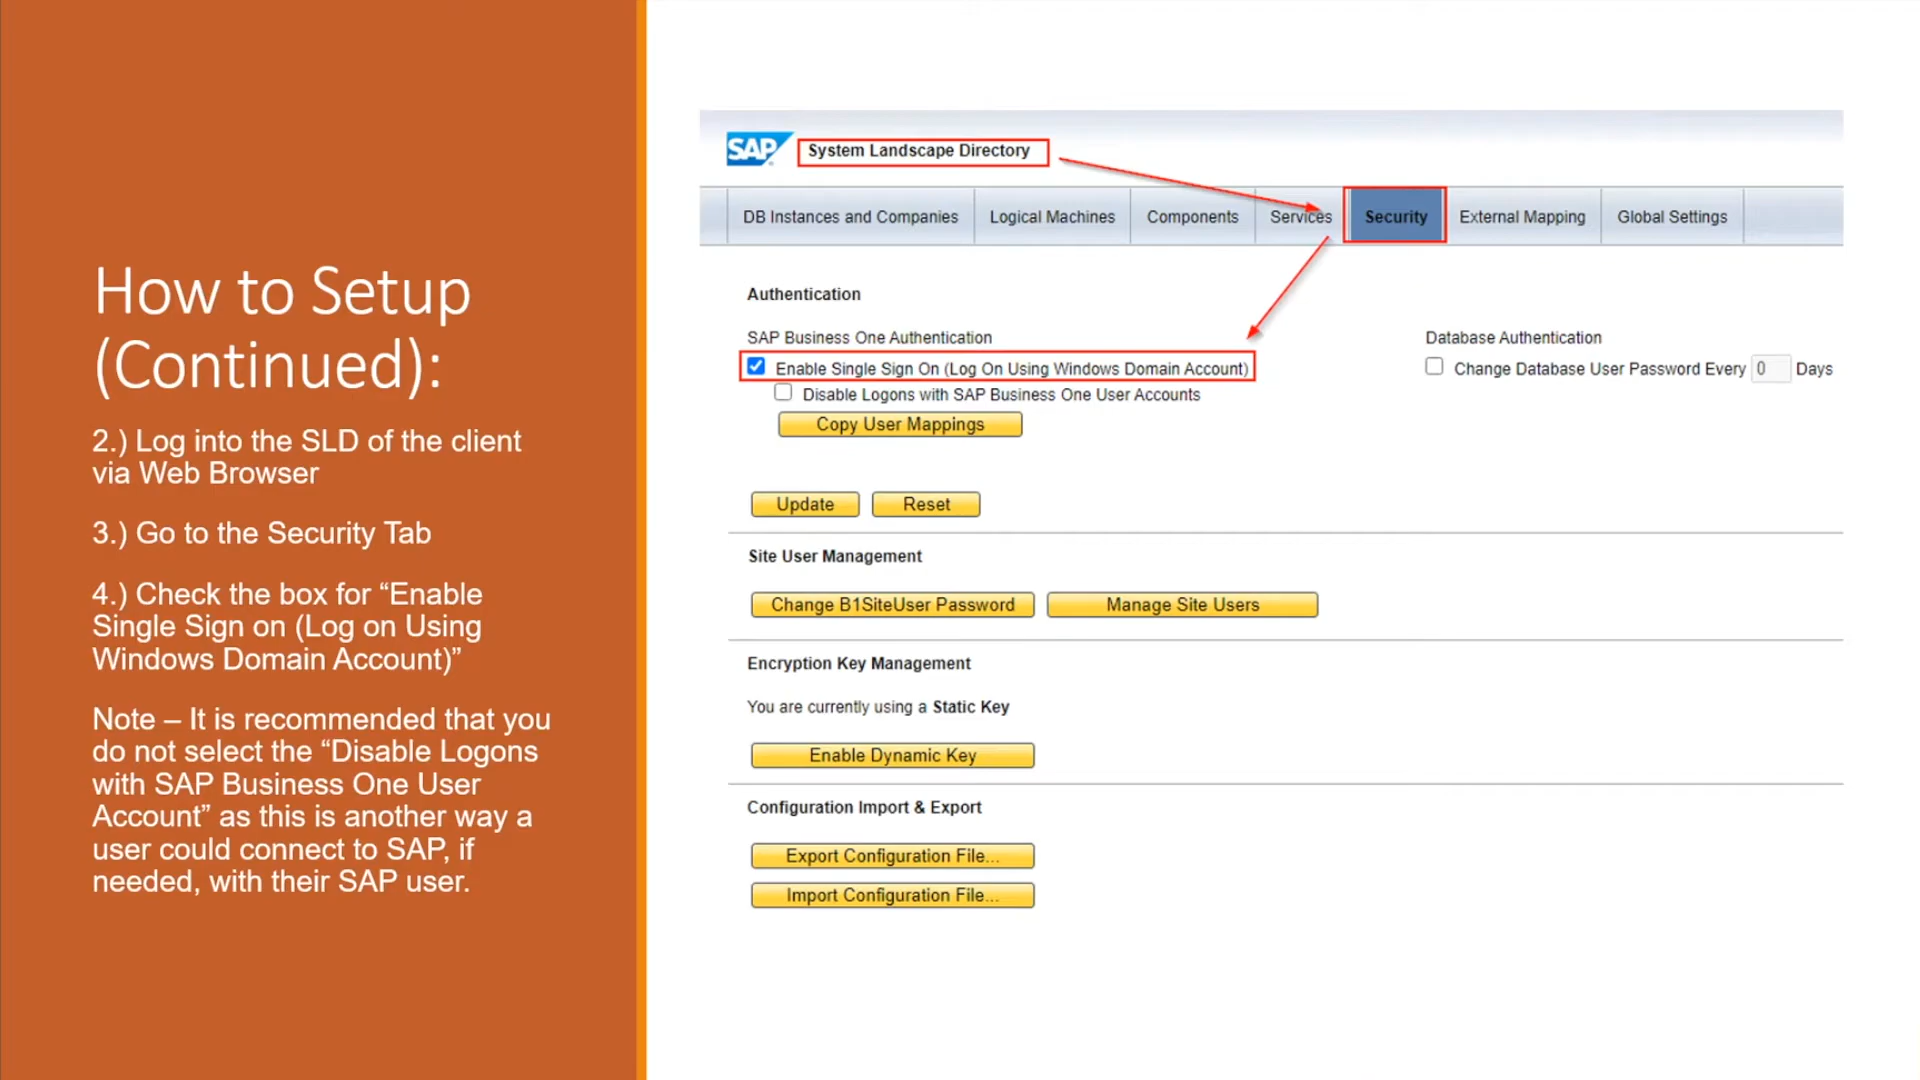 How to Setup
(Continued):
2.) Log into the SLD of the client
via Web Browser
3.) Go to the Security Tab
4.) Check the box for “Enable
Single Sign on (Log on Using
Windows Domain Account)”
Note – It is recommended that you
do not select the “Disable Logons
with SAP Business One User
Account” as this is another way a
user could connect to SAP, if
needed, with their SAP user.
SAP System Landscape Directory
DB Instances and Companies Logical Machines Components Services Security External Mapping Global Settings
Authentication
SAP Business One Authentication Database Authentication
Enable Single Sign On (Log On Using Windows Domain Account) Change Database User Password Every 0 Days
Disable Logons with SAP Business One User Accounts
Copy User Mappings
Update Reset
Site User Management
Change B1SiteUser Password Manage Site Users
Encryption Key Management
You are currently using a Static Key
Enable Dynamic Key
Configuration Import & Export
Export Configuration File...
Import Configuration File...